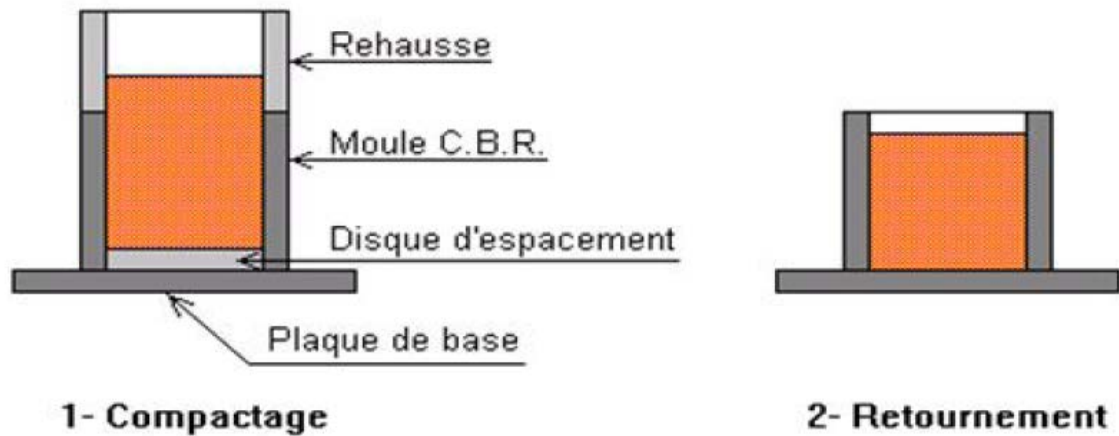 Rehausse
Moule C.B.R.
Disque d'espacement
Plaque de base
1- Compactage
2- Retournement